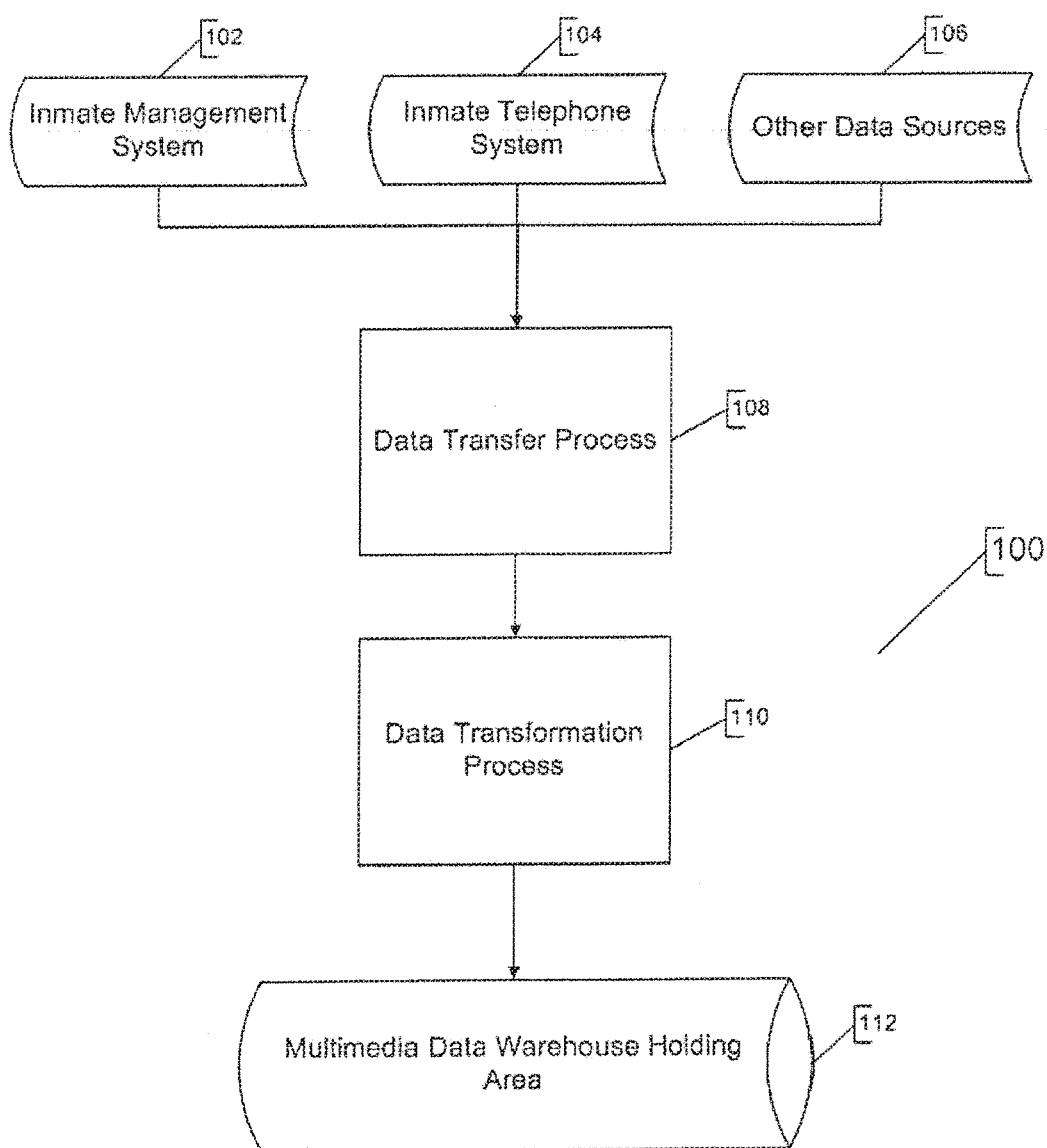 102
104
106
Inmate Management
System
Inmate Telephone
System
Other Data Sources
108
Data Transfer Process
100
110
Data Transformation
Process
112
Multimedia Data Warehouse Holding
Area